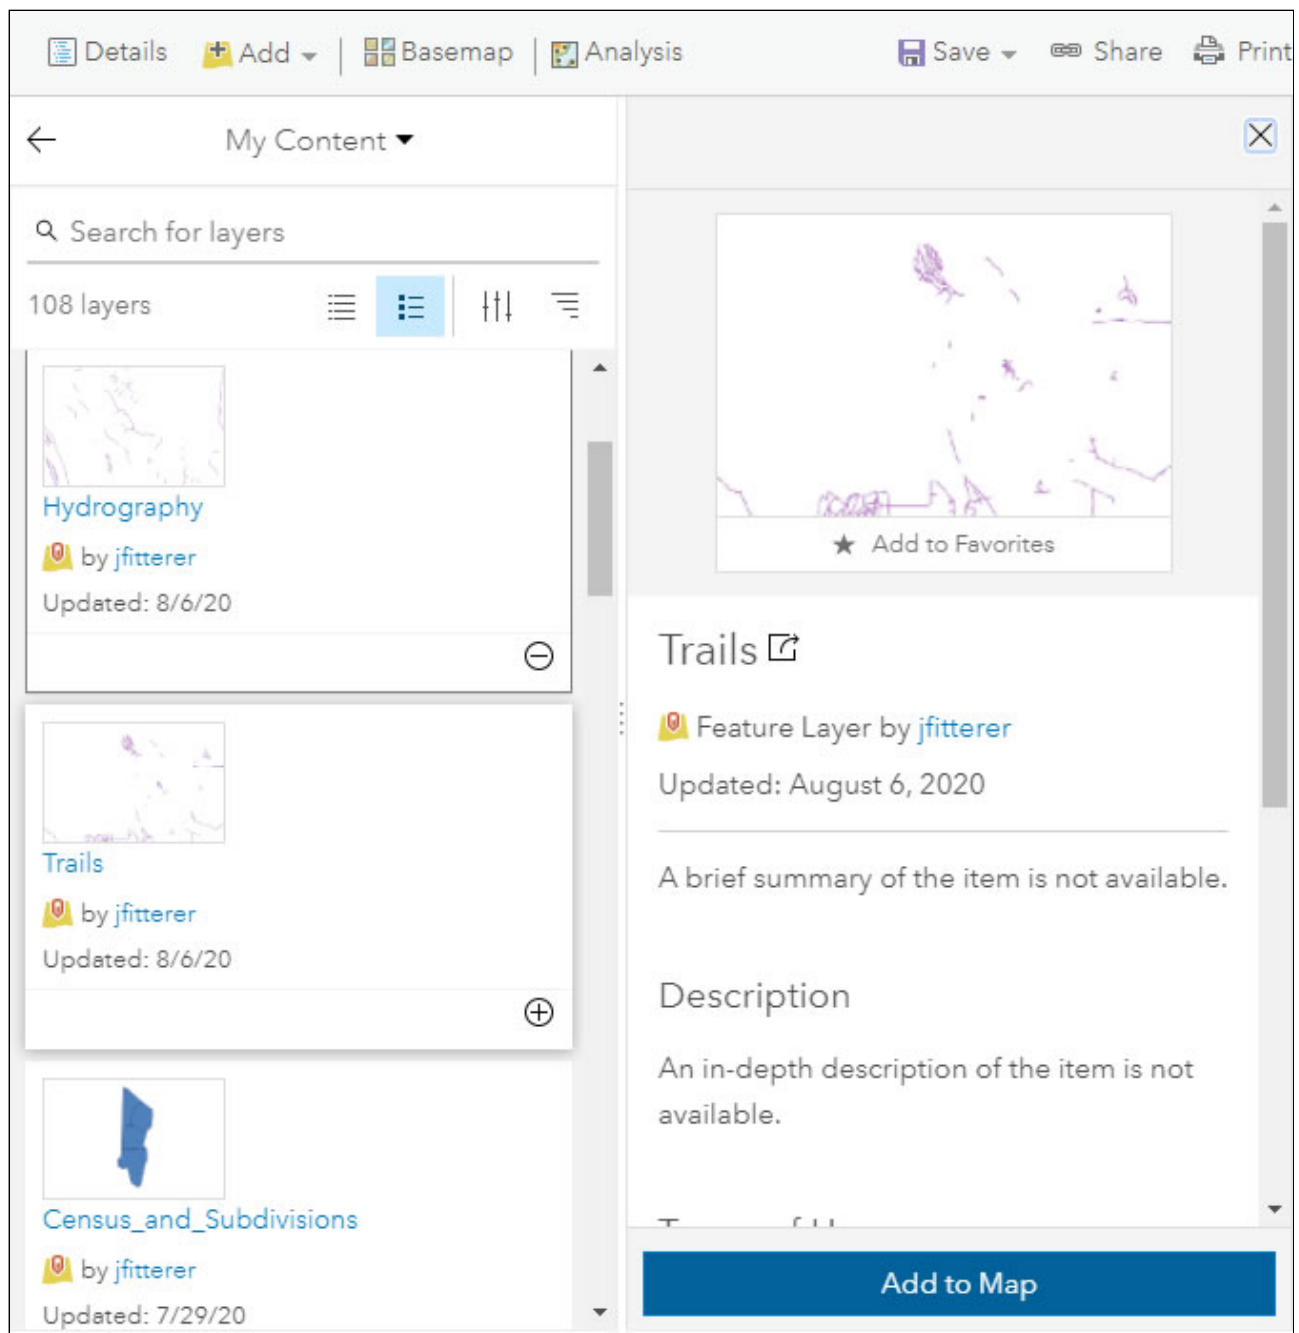 Details Add Basemap Analysis Save Share Print
My Content
Search for layers
108 layers
Hydrography
by jfitterer
Updated: 8/6/20
Trails
by jfitterer
Updated: 8/6/20
Census_and_Subdivisions
by jfitterer
Updated: 7/29/20
Add to Favorites
Trails
Feature Layer by jfitterer
Updated: August 6, 2020
A brief summary of the item is not available.
Description
An in-depth description of the item is not
available.
Add to Map